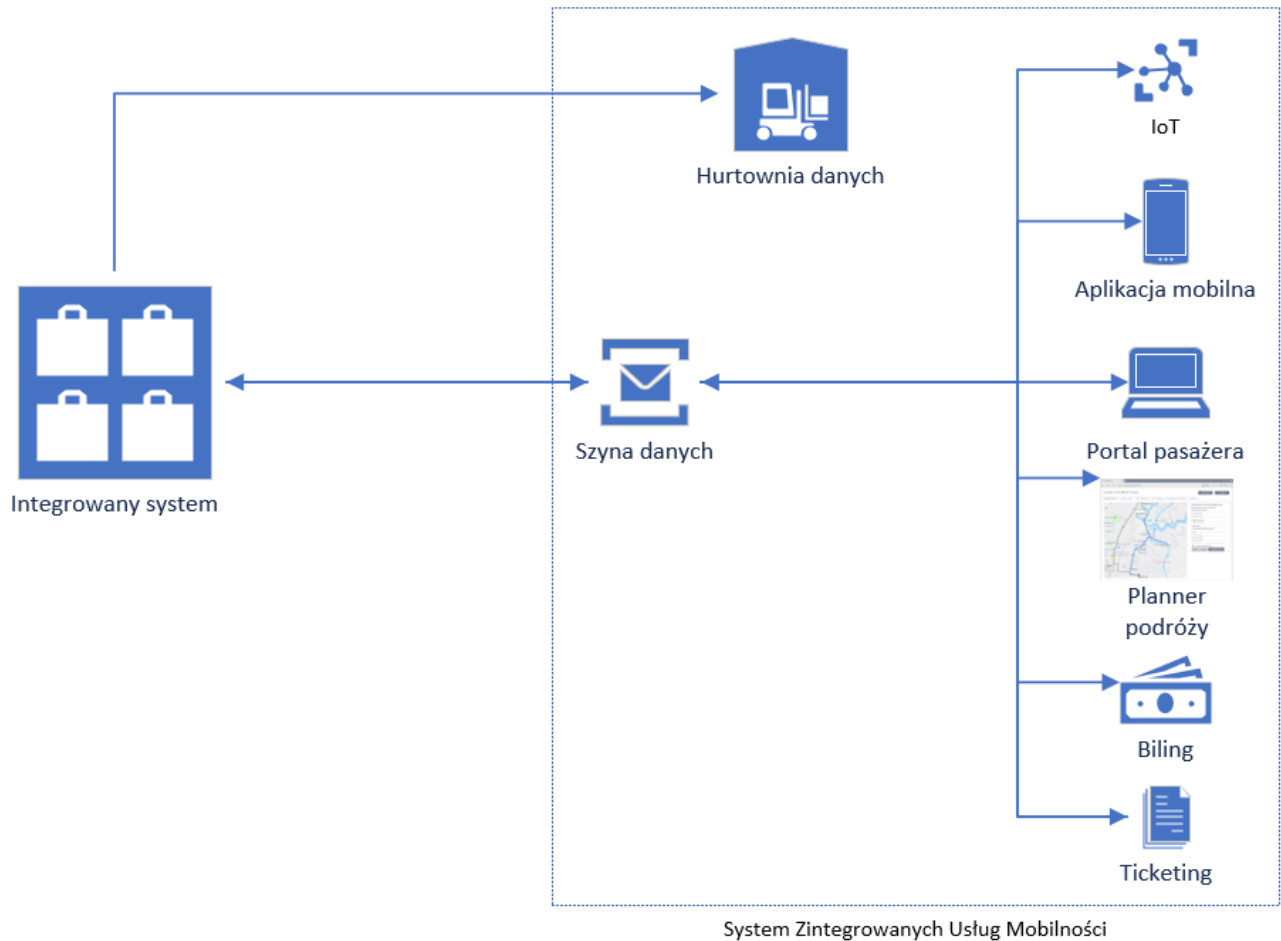 Hurtownia danych
IoT
Aplikacja mobilna
Szyna danych
Portal pasażera
Integrowany system
Planner
podróży
Biling
Ticketing
System Zintegrowanych Usług Mobilności